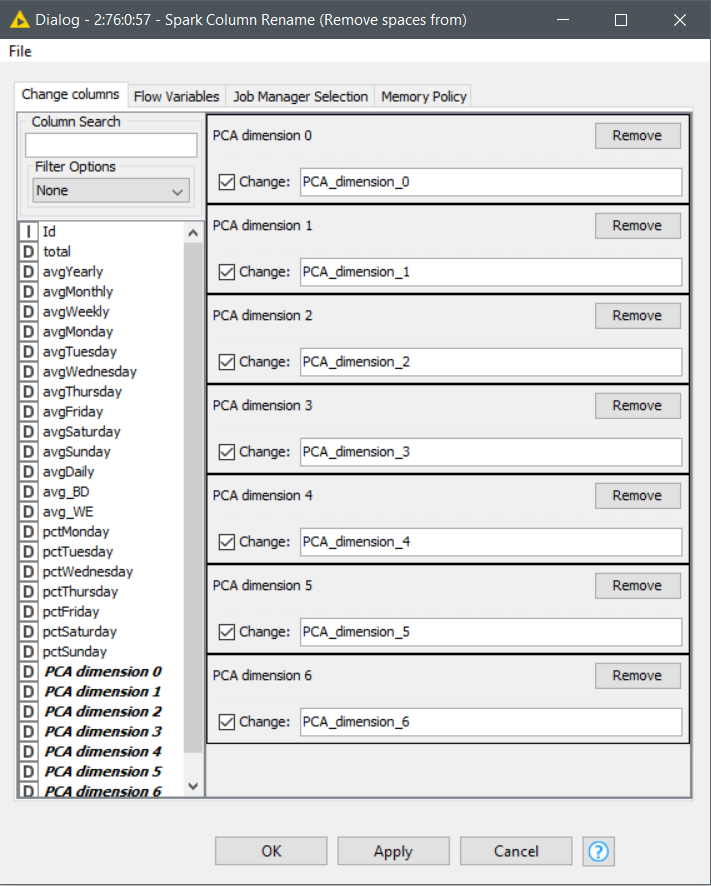 Dialog - 2:76:0:57 - Spark Column Rename (Remove spaces from)
File
Change columns Flow Variables Job Manager Selection Memory Policy
Column Search
Filter Options
None
I Id
D total
D avgYearly
D avgMonthly
D avgWeekly
D avgMonday
D avgTuesday
D avgWednesday
D avgThursday
D avgFriday
D avgSaturday
D avgSunday
D avgDaily
D avg_BD
D avg_WE
D pctMonday
D pctTuesday
D pctWednesday
D pctThursday
D pctFriday
D pctSaturday
D pctSunday
D PCA dimension 0
D PCA dimension 1
D PCA dimension 2
D PCA dimension 3
D PCA dimension 4
D PCA dimension 5
D PCA dimension 6
PCA dimension 0 Remove
Change: PCA_dimension_0
PCA dimension 1 Remove
Change: PCA_dimension_1
PCA dimension 2 Remove
Change: PCA_dimension_2
PCA dimension 3 Remove
Change: PCA_dimension_3
PCA dimension 4 Remove
Change: PCA_dimension_4
PCA dimension 5 Remove
Change: PCA_dimension_5
PCA dimension 6 Remove
Change: PCA_dimension_6
OK Apply Cancel ?